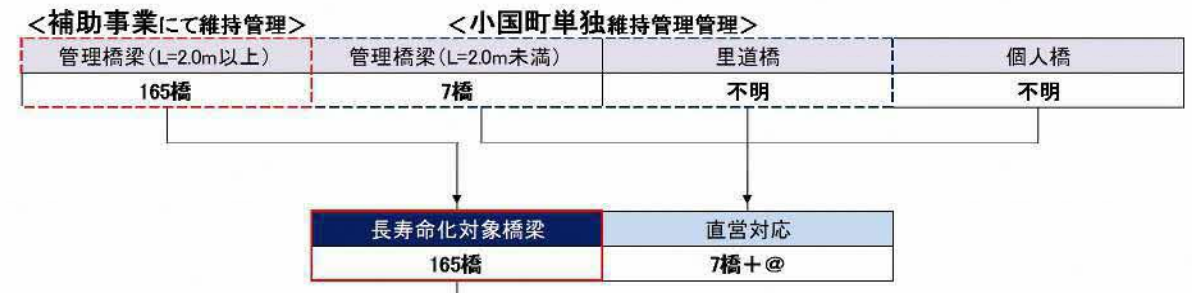 ＜補助事業にて維持管理＞ ＜小国町単独維持管理管理＞
管理橋梁（L=2.0m以上） 管理橋梁（L=2.0m未満） 里道橋 個人橋
165橋 7橋 不明 不明
長寿命化対象橋梁 直営対応
165橋 7橋＋@